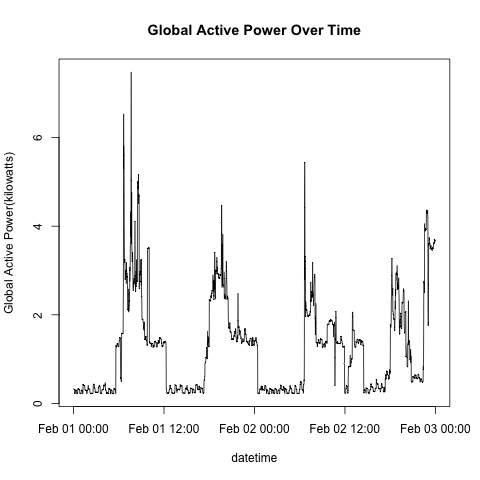 Global Active Power Over Time
Global Active Power(kilowatts)
6
4
2
0
Feb 01 00:00 Feb 01 12:00 Feb 02 00:00 Feb 02 12:00 Feb 03 00:00
datetime